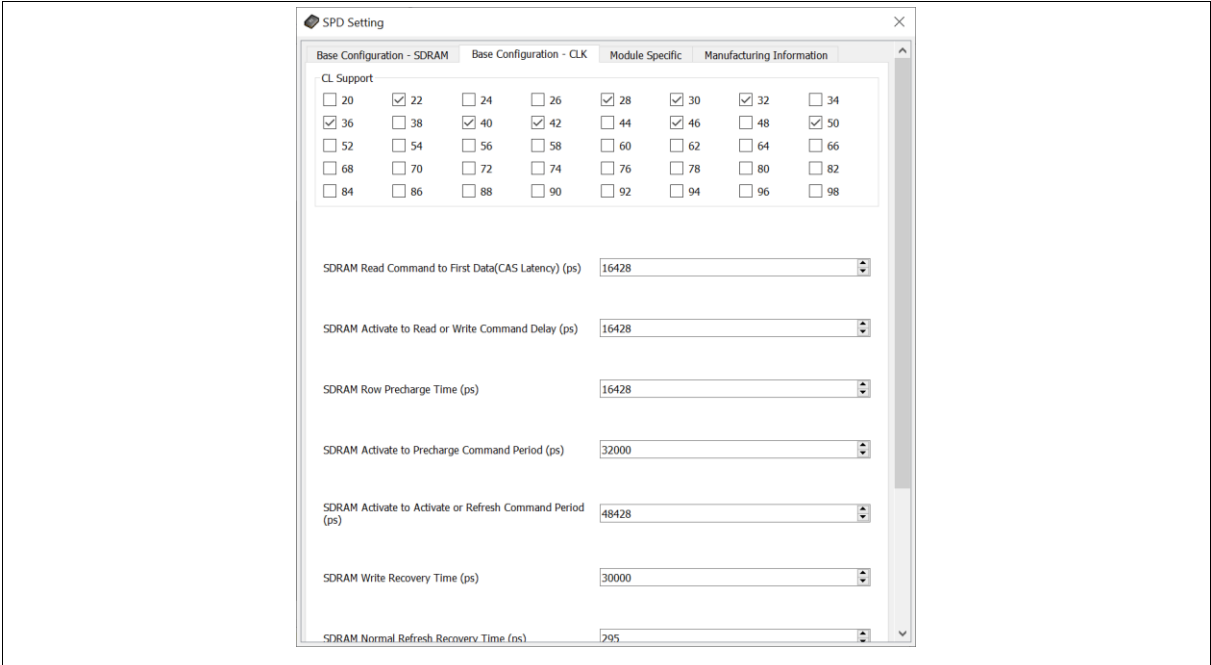 SPD Setting
Base Configuration - SDRAM Base Configuration - CLK Module Specific Manufacturing Information
CL Support
20 22 24 26 28 30 32 34
36 38 40 42 44 46 48 50
52 54 56 58 60 62 64 66
68 70 72 74 76 78 80 82
84 86 88 90 92 94 96 98
SDRAM Read Command to First Data(CAS Latency) (ps) 16428
SDRAM Activate to Read or Write Command Delay (ps) 16428
SDRAM Row Precharge Time (ps) 16428
SDRAM Activate to Precharge Command Period (ps) 32000
SDRAM Activate to Activate or Refresh Command Period
(ps) 48428
SDRAM Write Recovery Time (ps) 30000
SDRAM Normal Refresh Recovery Time (ns) 295